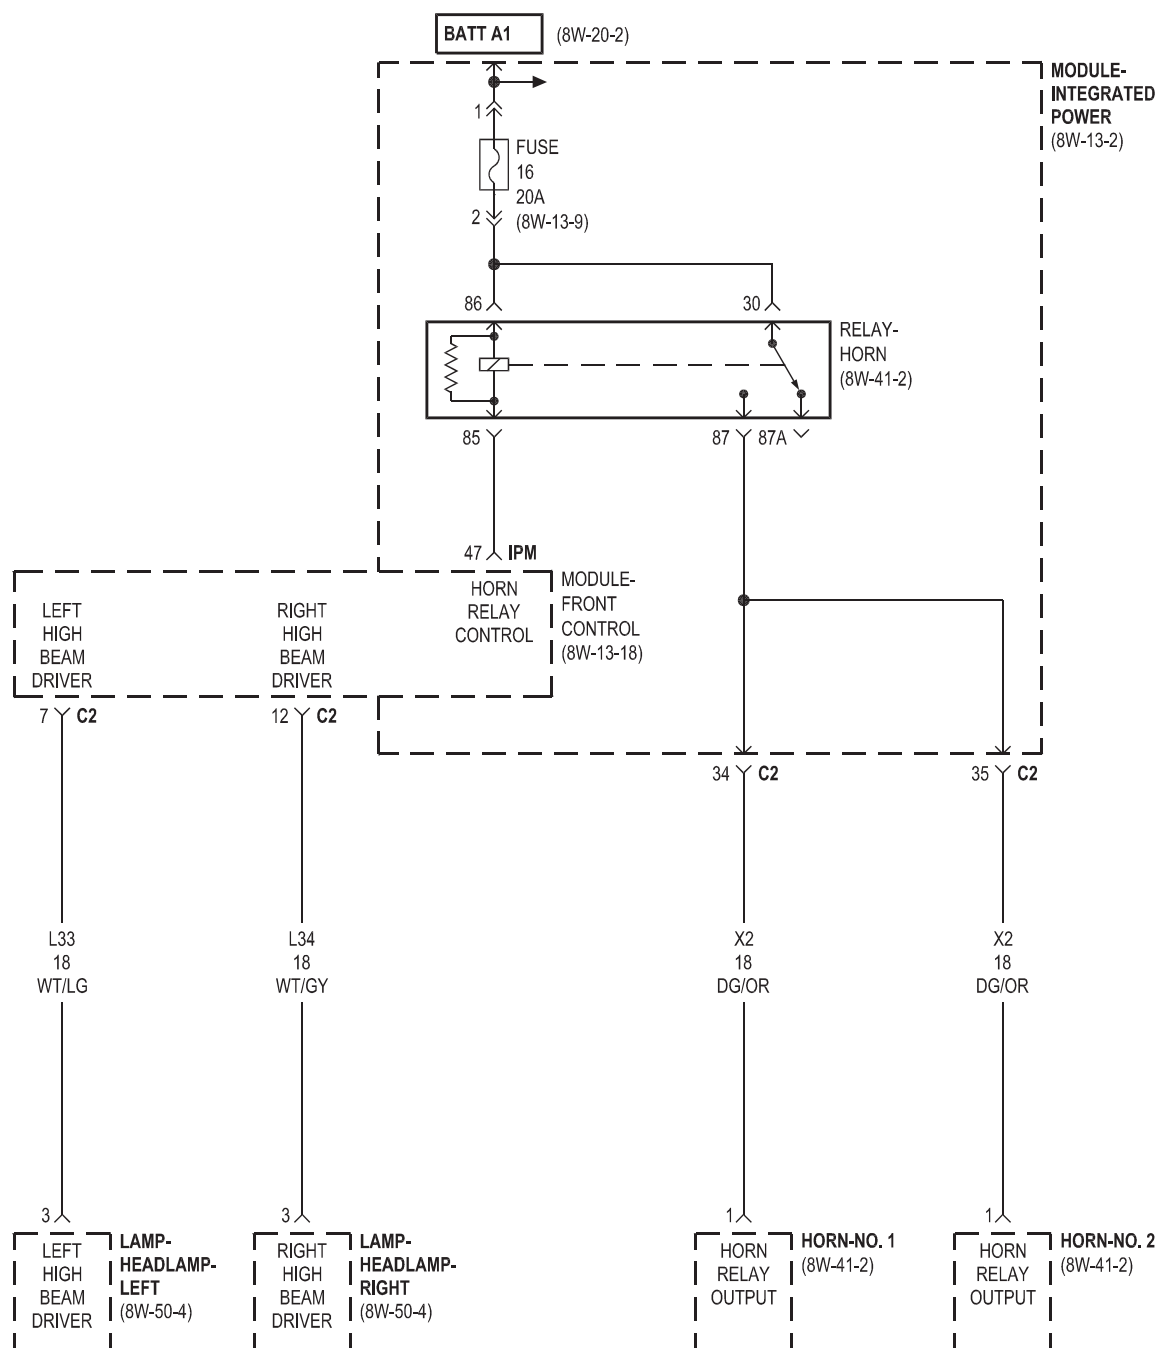 BATT A1 (8W-20-2)
MODULE-
INTEGRATED
POWER
(8W-13-2)
1
FUSE
16
20A
2 (8W-13-9)
86 30
RELAY-
HORN
(8W-41-2)
85 87 87A
47 IPM
HORN
RELAY
CONTROL
MODULE-
FRONT
CONTROL
(8W-13-18)
LEFT
HIGH
BEAM
DRIVER
RIGHT
HIGH
BEAM
DRIVER
7 C2 12 C2
34 C2 35 C2
L33
18
WT/LG
L34
18
WT/GY
X2
18
DG/OR
X2
18
DG/OR
3 3 1 1
LEFT
HIGH
BEAM
DRIVER
LAMP-
HEADLAMP-
LEFT
(8W-50-4)
RIGHT
HIGH
BEAM
DRIVER
LAMP-
HEADLAMP-
RIGHT
(8W-50-4)
HORN
RELAY
OUTPUT
HORN-NO. 1
(8W-41-2)
HORN
RELAY
OUTPUT
HORN-NO. 2
(8W-41-2)